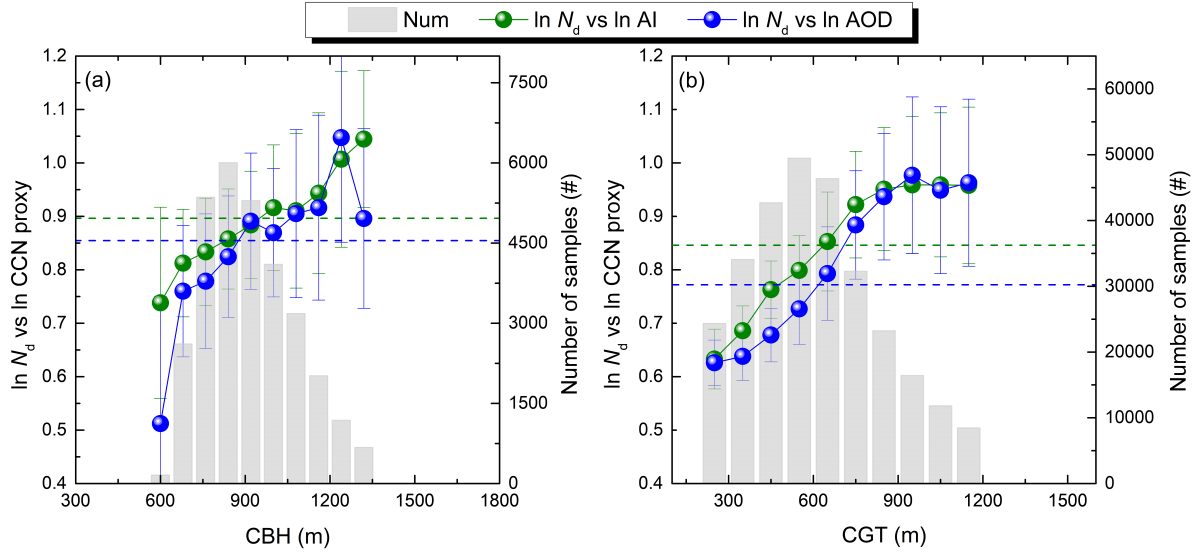 Num ln Nd vs ln AI ln Nd vs ln AOD
(a)
1.2
1.1
1.0
0.9
0.8
0.7
0.6
0.5
0.4
ln Nd vs ln CCN proxy
300 600 900 1200 1500 1800
CBH (m)
7500
6000
4500
3000
1500
0
Number of samples (#)
(b)
1.2
1.1
1.0
0.9
0.8
0.7
0.6
0.5
0.4
ln Nd vs ln CCN proxy
300 600 900 1200 1500
CGT (m)
60000
50000
40000
30000
20000
10000
0
Number of samples (#)